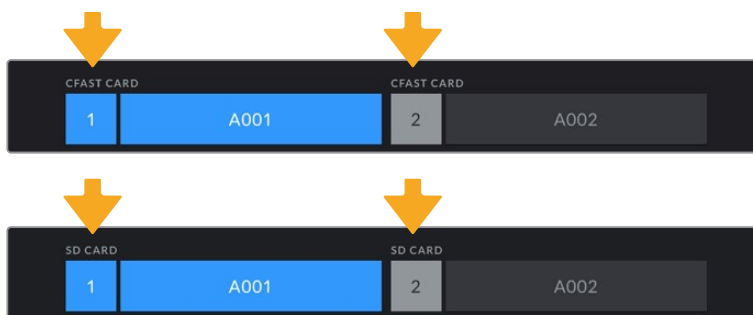 CFAST CARD CFAST CARD
1 A001 2 A002
SD CARD SD CARD
1 A001 2 A002